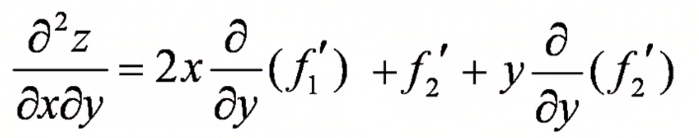 ∂²z/∂x∂y = 2x ∂/∂y (f₁′) + f₂′ + y ∂/∂y (f₂′)